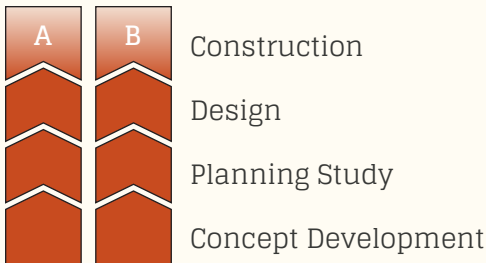 A B
Construction
Design
Planning Study
Concept Development